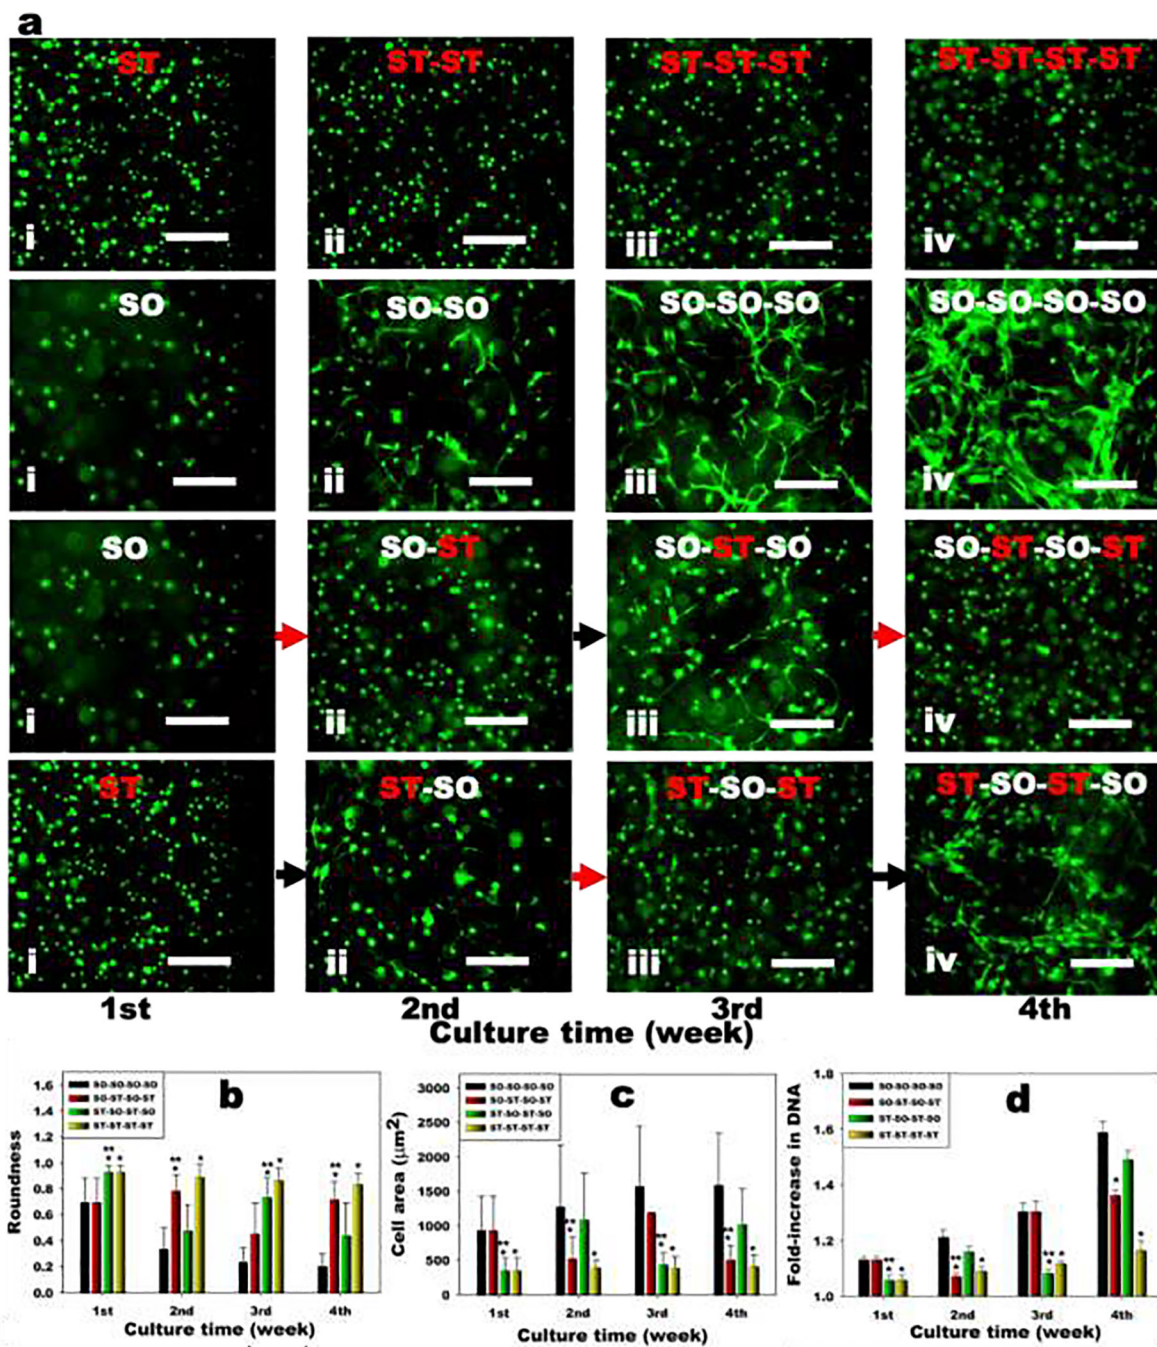 a
ST ST-ST ST-ST-ST ST-ST-ST-ST
i ii iii iv
SO SO-SO SO-SO-SO SO-SO-SO-SO
i ii iii iv
SO SO-ST SO-ST-SO SO-ST-SO-ST
i ii iii iv
ST ST-SO ST-SO-ST ST-SO-ST-SO
i ii iii iv
1st 2nd 3rd 4th
Culture time (week)
b
Roundness
1.6
1.4
1.2
1.0
0.8
0.6
0.4
0.2
0.0
SO-SO-SO-SO
SO-ST-SO-ST
ST-SO-ST-SO
ST-ST-ST-ST
** * * ** * * ** * * ** * *
1st 2nd 3rd 4th
Culture time (week)
c
Cell area (µm2)
3000
2500
2000
1500
1000
500
0
SO-SO-SO-SO
SO-ST-SO-ST
ST-SO-ST-SO
ST-ST-ST-ST
** * * ** * * ** * * ** * *
1st 2nd 3rd 4th
Culture time (week)
d
Fold-increase in DNA
1.8
1.6
1.4
1.2
1.0
SO-SO-SO-SO
SO-ST-SO-ST
ST-SO-ST-SO
ST-ST-ST-ST
** * * ** * * ** * * * *
1st 2nd 3rd 4th
Culture time (week)